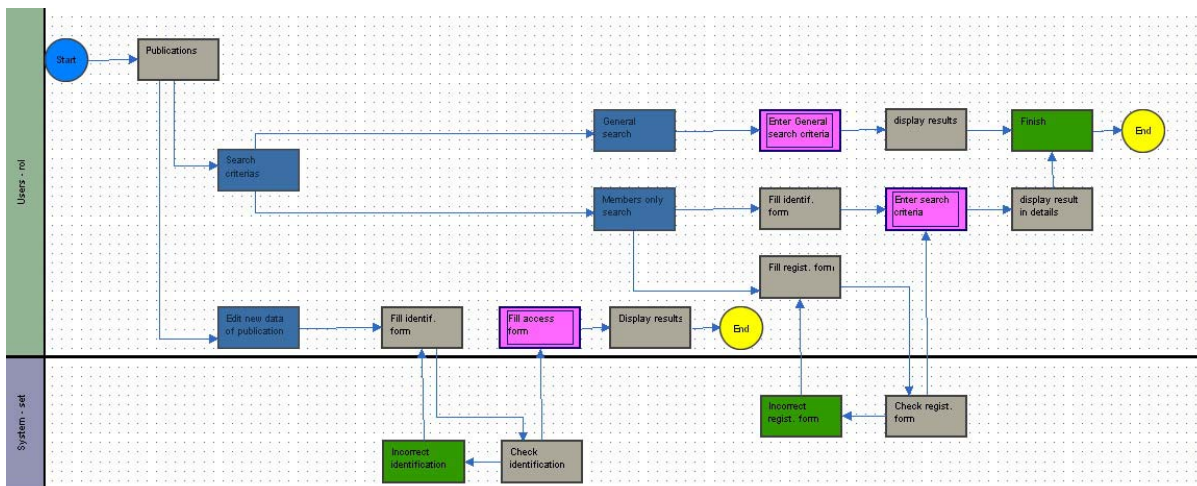 Users - rol
Start
Publications
Search
criterias
General
search
Enter General
search criteria
display results
Finish
End
Members only
search
Fill identif.
form
Enter search
criteria
display result
in details
Fill regist. form
Edit new data
of publication
Fill identif.
form
Fill access
form
Display results
End
System - set
Incorrect
regist. form
Check regist.
form
Incorrect
identification
Check
identification